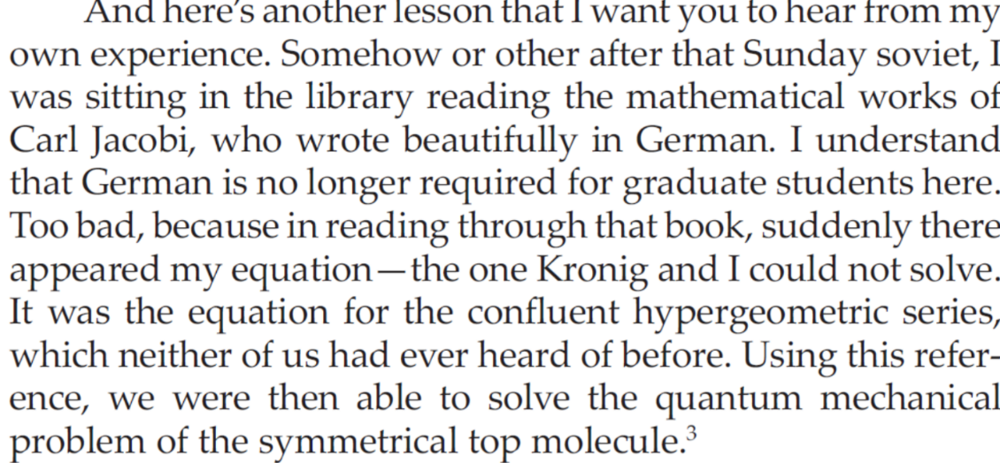 And here's another lesson that I want you to hear from my
own experience. Somehow or other after that Sunday soviet, I
was sitting in the library reading the mathematical works of
Carl Jacobi, who wrote beautifully in German. I understand
that German is no longer required for graduate students here.
Too bad, because in reading through that book, suddenly there
appeared my equation—the one Kronig and I could not solve.
It was the equation for the confluent hypergeometric series,
which neither of us had ever heard of before. Using this refer-
ence, we were then able to solve the quantum mechanical
problem of the symmetrical top molecule.³